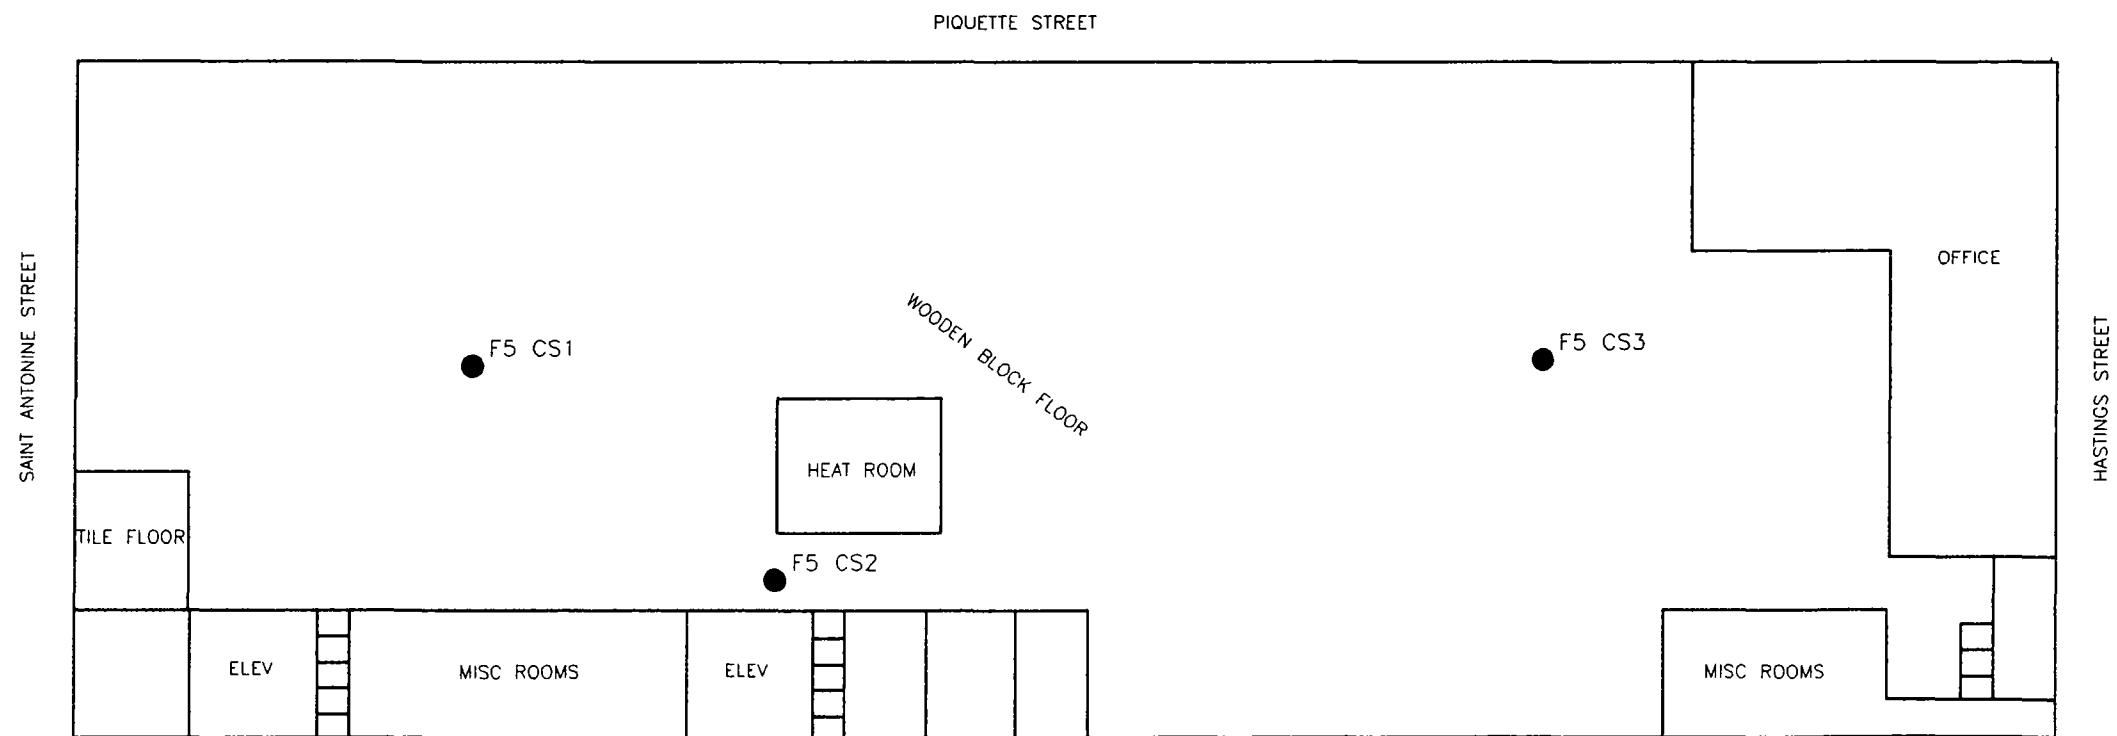 PIQUETTE STREET
SAINT ANTONINE STREET
OFFICE
WOODEN BLOCK FLOOR
HASTINGS STREET
F5 CS1
F5 CS3
HEAT ROOM
TILE FLOOR
F5 CS2
ELEV
MISC ROOMS
ELEV
MISC ROOMS